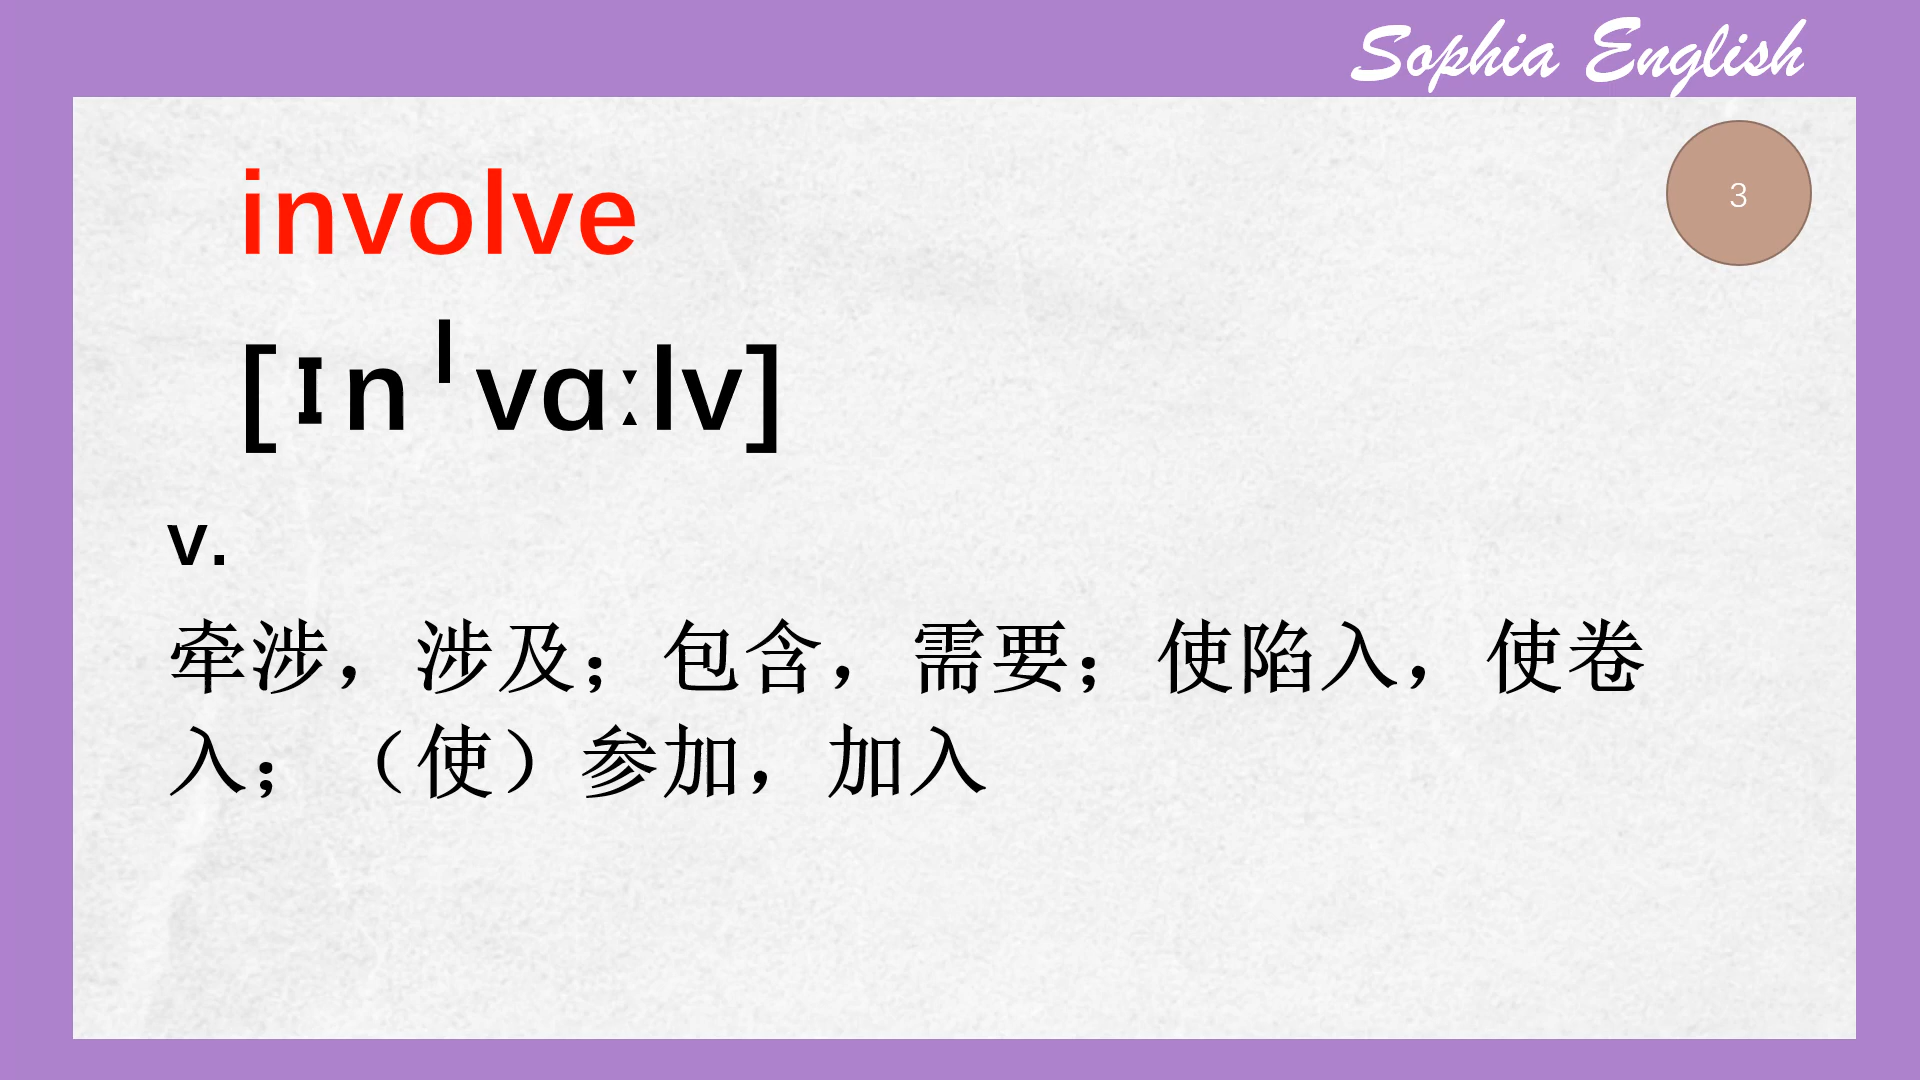 Sophia English
3
involve
[ɪnˈvɑːlv]
v.
牵涉，涉及；包含，需要；使陷入，使卷
入；（使）参加，加入